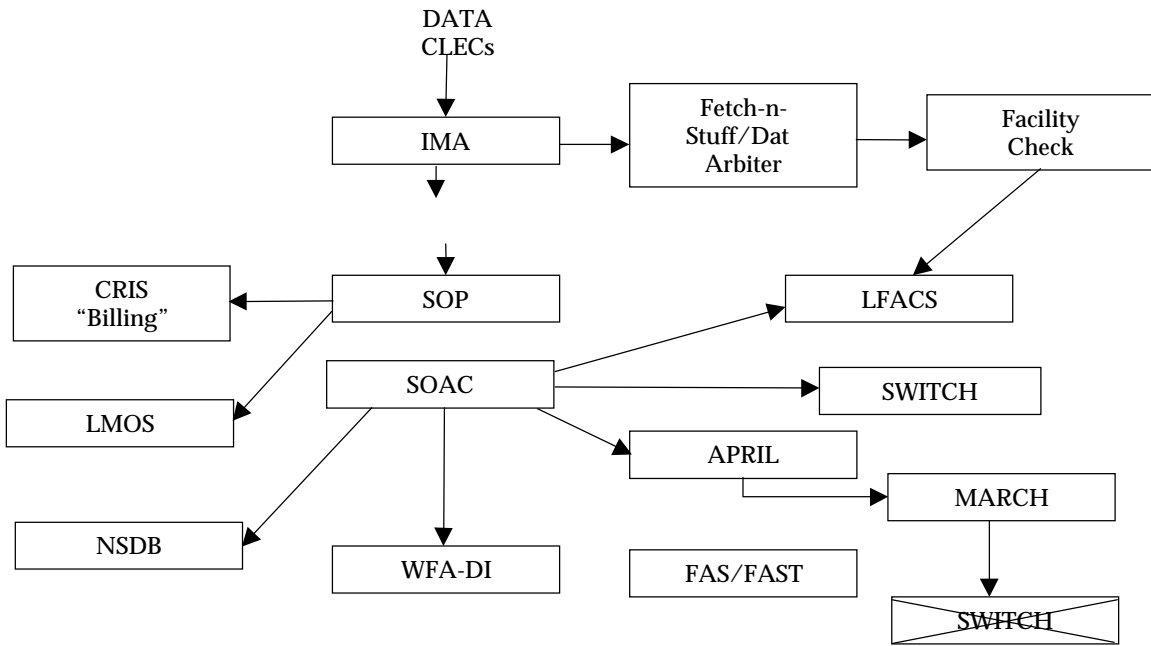 DATA
CLECs
IMA
Fetch-n-
Stuff/Dat
Arbiter
Facility
Check
CRIS
“Billing”
SOP
LFACS
SOAC
SWITCH
LMOS
APRIL
MARCH
NSDB
WFA-DI
FAS/FAST
SWITCH